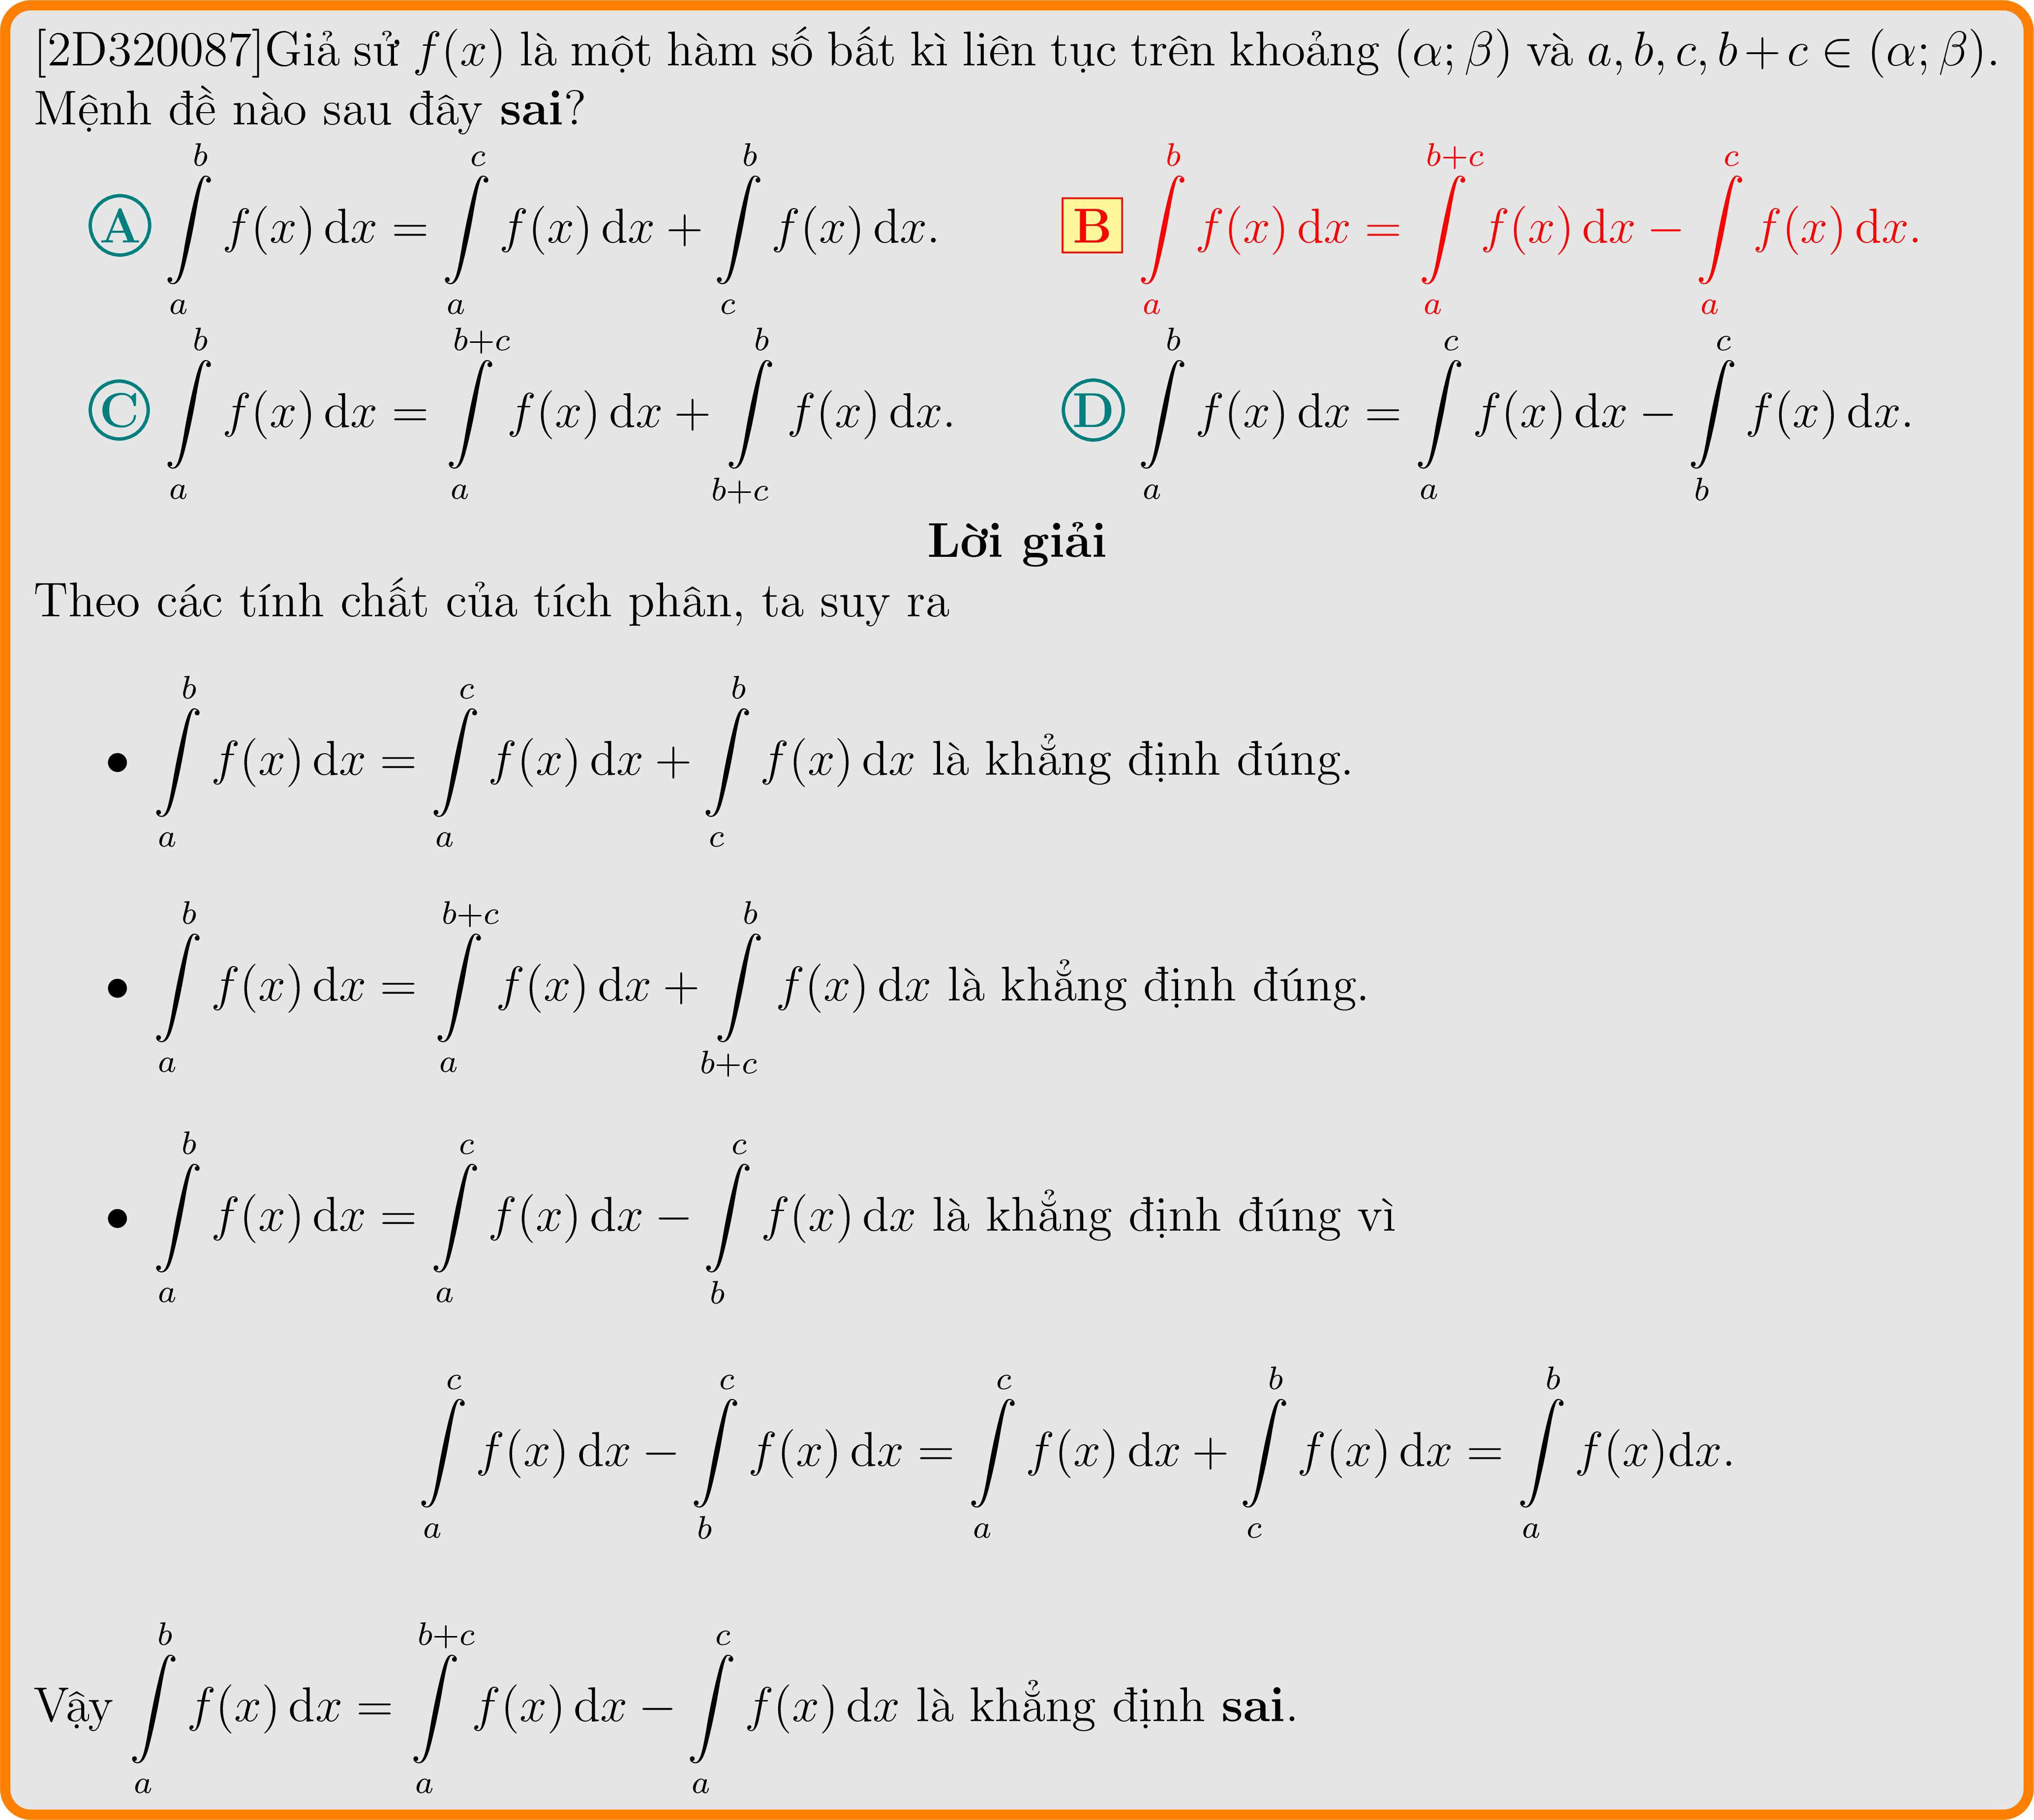 [2D320087]Giả sử $f(x)$ là một hàm số bất kì liên tục trên khoảng $(\alpha;\beta)$ và $a, b, c, b+c \in (\alpha;\beta)$.
Mệnh đề nào sau đây **sai**?
A $\int\limits_a^b f(x)\,\mathrm{d}x = \int\limits_a^c f(x)\,\mathrm{d}x + \int\limits_c^b f(x)\,\mathrm{d}x.$ B $\int\limits_a^b f(x)\,\mathrm{d}x = \int\limits_a^{b+c} f(x)\,\mathrm{d}x - \int\limits_a^c f(x)\,\mathrm{d}x.$
C $\int\limits_a^b f(x)\,\mathrm{d}x = \int\limits_a^{b+c} f(x)\,\mathrm{d}x + \int\limits_{b+c}^b f(x)\,\mathrm{d}x.$ D $\int\limits_a^b f(x)\,\mathrm{d}x = \int\limits_a^c f(x)\,\mathrm{d}x - \int\limits_b^c f(x)\,\mathrm{d}x.$
**Lời giải**
Theo các tính chất của tích phân, ta suy ra
• $\int\limits_a^b f(x)\,\mathrm{d}x = \int\limits_a^c f(x)\,\mathrm{d}x + \int\limits_c^b f(x)\,\mathrm{d}x$ là khẳng định đúng.
• $\int\limits_a^b f(x)\,\mathrm{d}x = \int\limits_a^{b+c} f(x)\,\mathrm{d}x + \int\limits_{b+c}^b f(x)\,\mathrm{d}x$ là khẳng định đúng.
• $\int\limits_a^b f(x)\,\mathrm{d}x = \int\limits_a^c f(x)\,\mathrm{d}x - \int\limits_b^c f(x)\,\mathrm{d}x$ là khẳng định đúng vì
$\int\limits_a^c f(x)\,\mathrm{d}x - \int\limits_b^c f(x)\,\mathrm{d}x = \int\limits_a^c f(x)\,\mathrm{d}x + \int\limits_c^b f(x)\,\mathrm{d}x = \int\limits_a^b f(x)\mathrm{d}x.$
Vậy $\int\limits_a^b f(x)\,\mathrm{d}x = \int\limits_a^{b+c} f(x)\,\mathrm{d}x - \int\limits_a^c f(x)\,\mathrm{d}x$ là khẳng định **sai**.